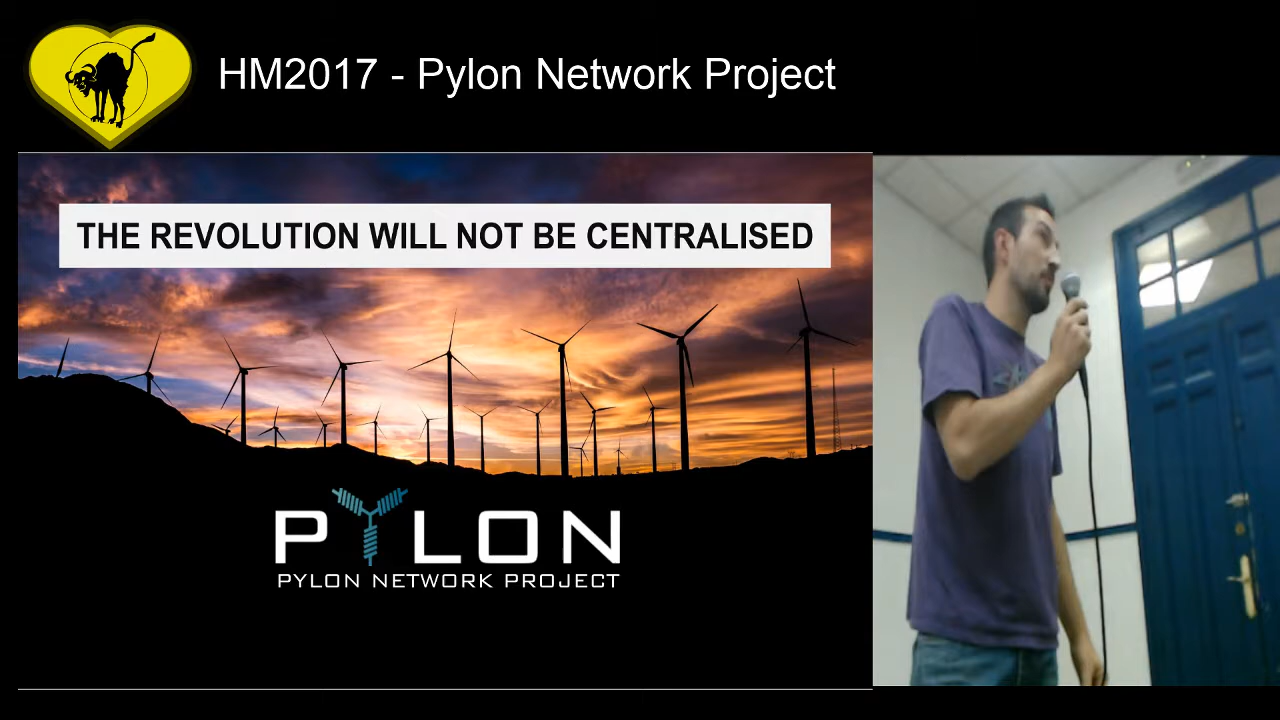 HM2017 - Pylon Network Project
THE REVOLUTION WILL NOT BE CENTRALISED
PYLON
PYLON NETWORK PROJECT